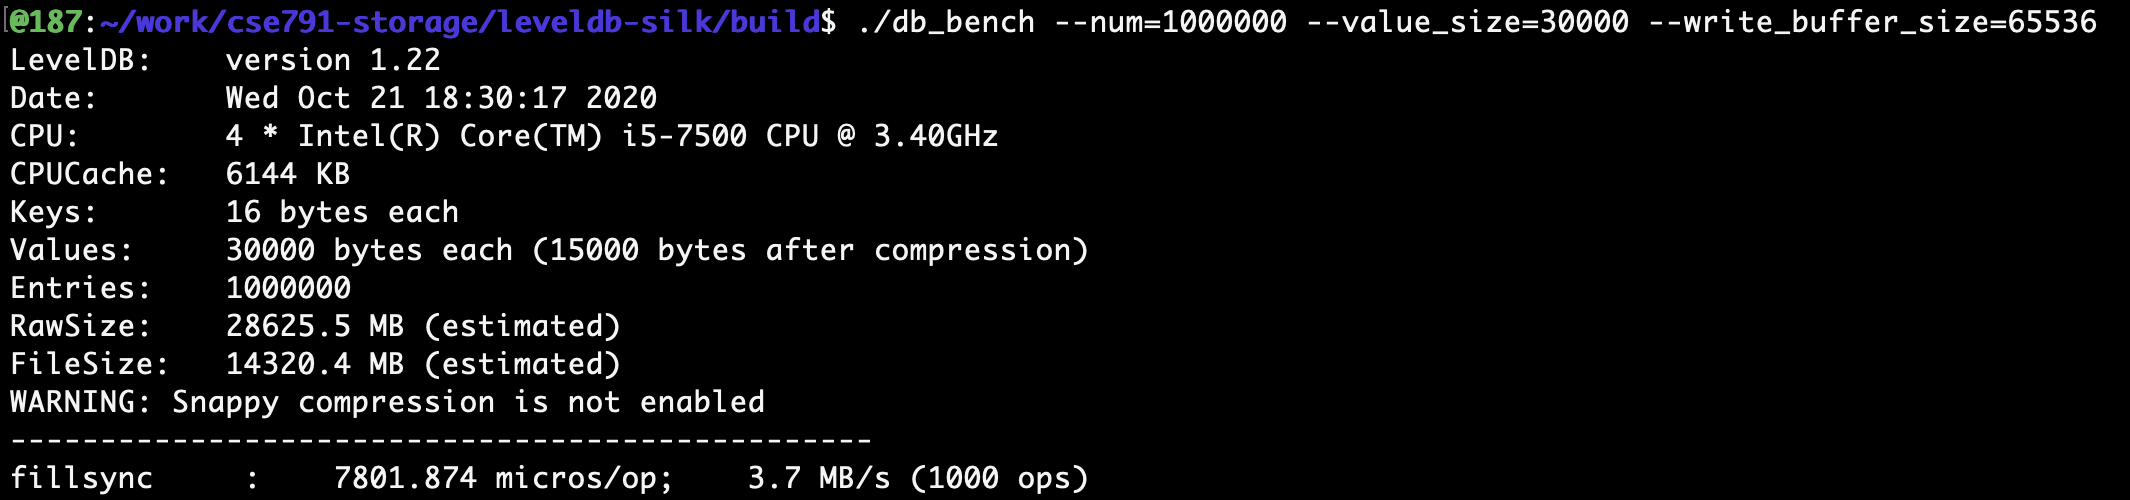 [@187:~/work/cse791-storage/leveldb-silk/build$ ./db_bench --num=1000000 --value_size=30000 --write_buffer_size=65536
LevelDB:    version 1.22
Date:       Wed Oct 21 18:30:17 2020
CPU:        4 * Intel(R) Core(TM) i5-7500 CPU @ 3.40GHz
CPUCache:   6144 KB
Keys:       16 bytes each
Values:     30000 bytes each (15000 bytes after compression)
Entries:    1000000
RawSize:    28625.5 MB (estimated)
FileSize:   14320.4 MB (estimated)
WARNING: Snappy compression is not enabled
------------------------------------------------
fillsync     :    7801.874 micros/op;    3.7 MB/s (1000 ops)